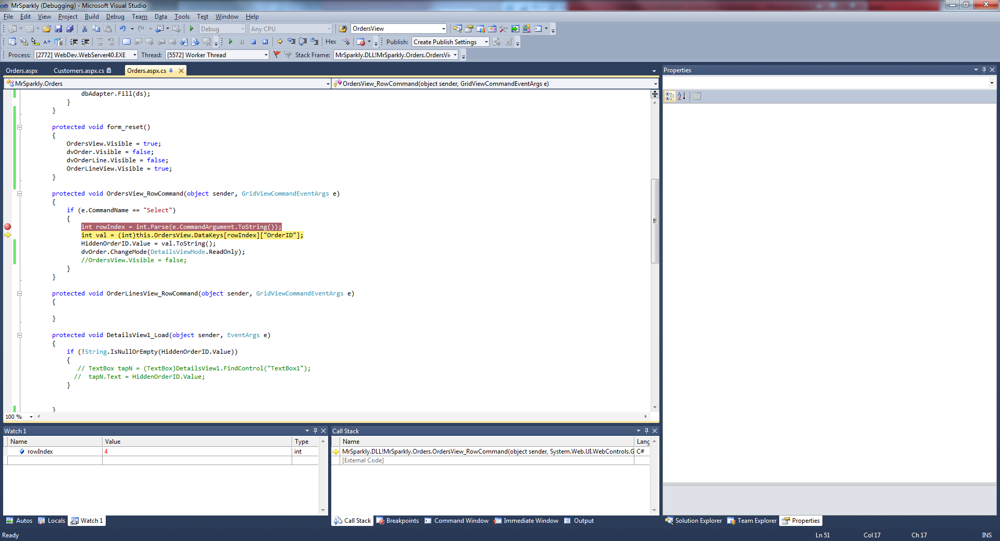 MrSparkly (Debugging) - Microsoft Visual Studio
File Edit View Project Build Debug Team Data Tools Test Window Help
Debug Any CPU OrdersView
Hex Publish: Create Publish Settings
Process: [2772] WebDev.WebServer40.EXE Thread: [5572] Worker Thread Stack Frame: MrSparkly.DLL!MrSparkly.Orders.OrdersVi
Orders.aspx Customers.aspx.cs Orders.aspx.cs
MrSparkly.Orders OrdersView_RowCommand(object sender, GridViewCommandEventArgs e)
dbAdapter.Fill(ds);
}
}
protected void form_reset()
{
OrdersView.Visible = true;
dvOrder.Visible = false;
dvOrderLine.Visible = false;
OrderLineView.Visible = true;
}
protected void OrdersView_RowCommand(object sender, GridViewCommandEventArgs e)
{
if (e.CommandName == "Select")
{
int rowIndex = int.Parse(e.CommandArgument.ToString());
int val = (int)this.OrdersView.DataKeys[rowIndex]["OrderID"];
HiddenOrderID.Value = val.ToString();
dvOrder.ChangeMode(DetailsViewMode.ReadOnly);
//OrdersView.Visible = false;
}
}
protected void OrderLinesView_RowCommand(object sender, GridViewCommandEventArgs e)
{
}
protected void DetailsView1_Load(object sender, EventArgs e)
{
if (!String.IsNullOrEmpty(HiddenOrderID.Value))
{
// TextBox tapN = (TextBox)DetailsView1.FindControl("TextBox1");
// tapN.Text = HiddenOrderID.Value;
}
}
100 %
Watch 1
Name Value Type
rowIndex 4 int
Autos Locals Watch 1
Call Stack
Name Lang
MrSparkly.DLL!MrSparkly.Orders.OrdersView_RowCommand(object sender, System.Web.UI.WebControls.G C#
[External Code]
Call Stack Breakpoints Command Window Immediate Window Output
Properties
Solution Explorer Team Explorer Properties
Ready Ln 51 Col 17 Ch 17 INS